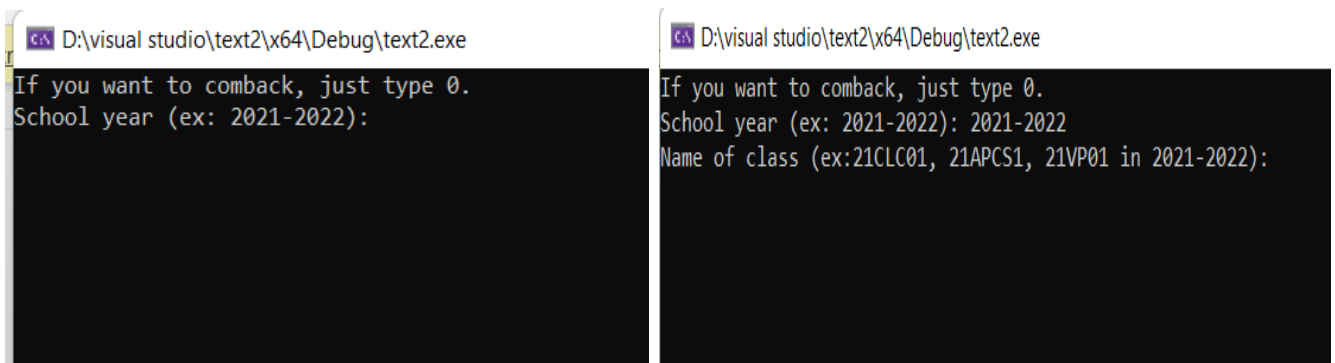 D:\visual studio\text2\x64\Debug\text2.exe
If you want to comback, just type 0.
School year (ex: 2021-2022):
D:\visual studio\text2\x64\Debug\text2.exe
If you want to comback, just type 0.
School year (ex: 2021-2022): 2021-2022
Name of class (ex:21CLC01, 21APCS1, 21VP01 in 2021-2022):